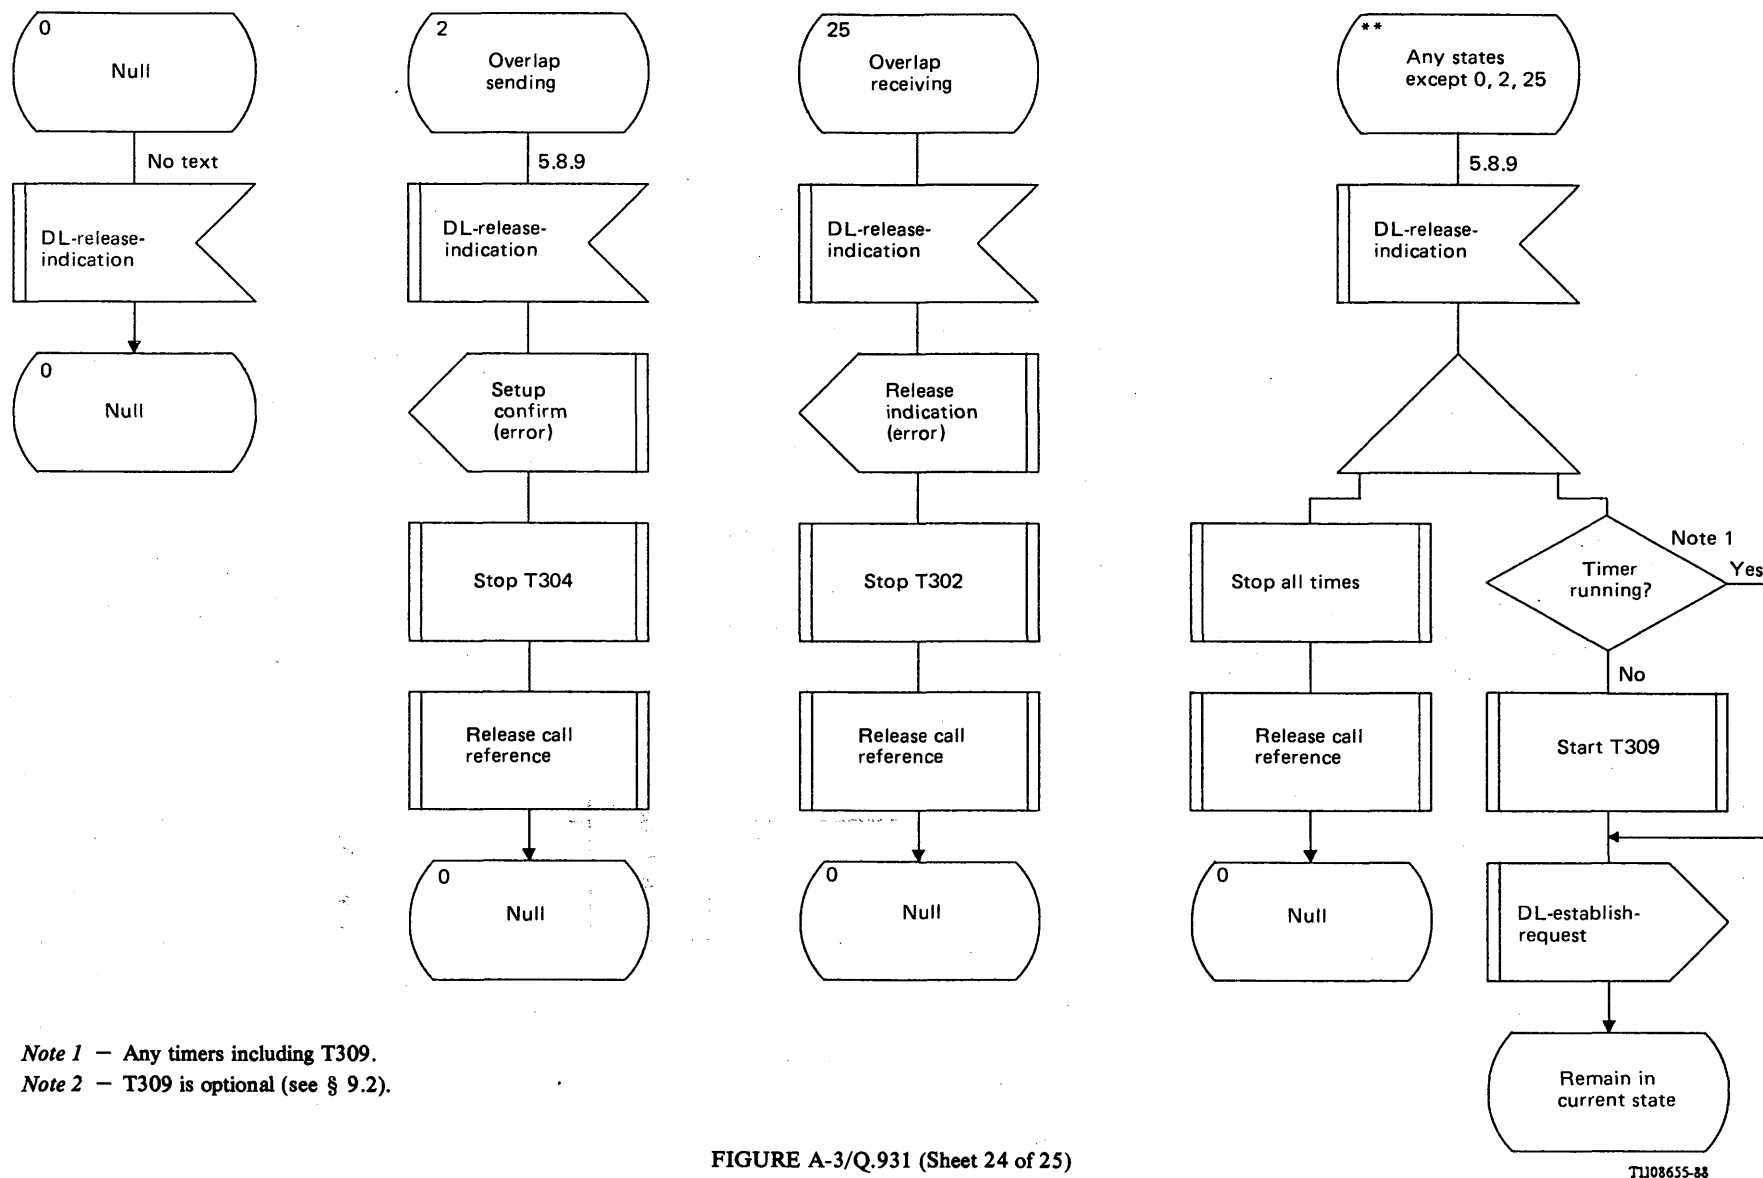 0
Null
No text
DL-release-
indication
0
Null
2
Overlap
sending
5.8.9
DL-release-
indication
Setup
confirm
(error)
Stop T304
Release call
reference
0
Null
25
Overlap
receiving
DL-release-
indication
Release
indication
(error)
Stop T302
Release call
reference
0
Null
**
Any states
except 0, 2, 25
5.8.9
DL-release-
indication
Stop all times
Release call
reference
0
Null
Note 1
Timer
running?
Yes
No
Start T309
DL-establish-
request
Remain in
current state
Note 1 — Any timers including T309.
Note 2 — T309 is optional (see § 9.2).
FIGURE A-3/Q.931 (Sheet 24 of 25)
T1108655-88